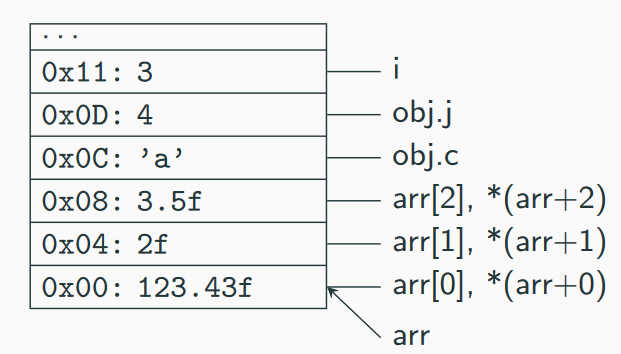 ...
0x11: 3 i
0x0D: 4 obj.j
0x0C: ’a’ obj.c
0x08: 3.5f arr[2], *(arr+2)
0x04: 2f arr[1], *(arr+1)
0x00: 123.43f arr[0], *(arr+0)
arr